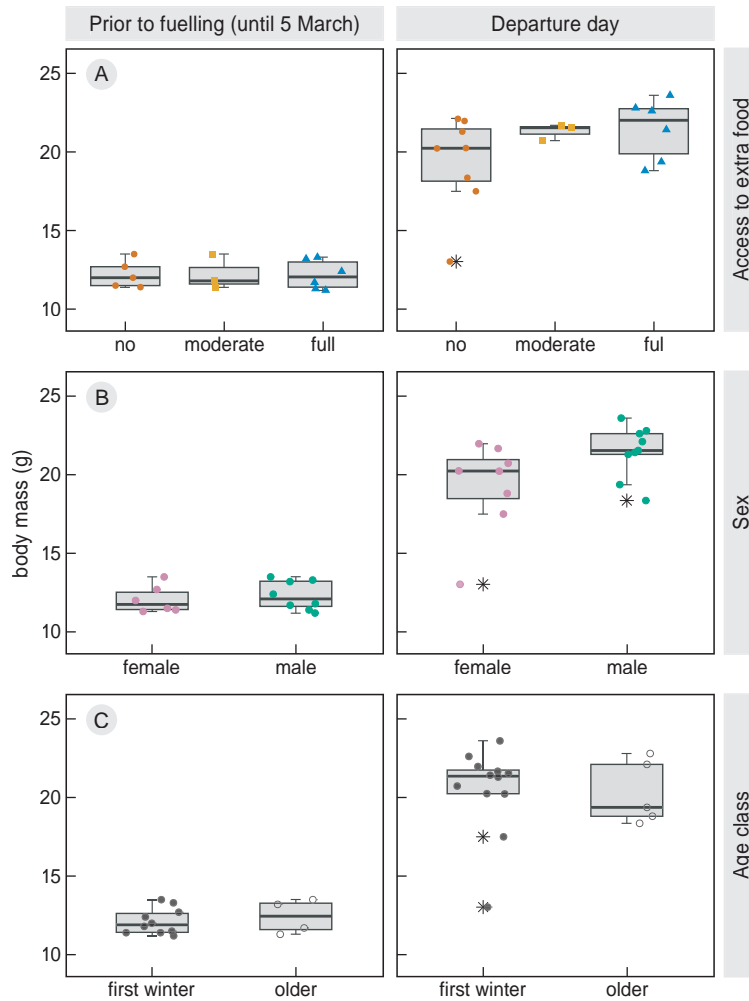 Prior to fuelling (until 5 March)
Departure day
A
25
20
15
10
no
moderate
full
no
moderate
ful
Access to extra food
B
25
20
15
10
body mass (g)
female
male
female
male
Sex
C
25
20
15
10
first winter
older
first winter
older
Age class